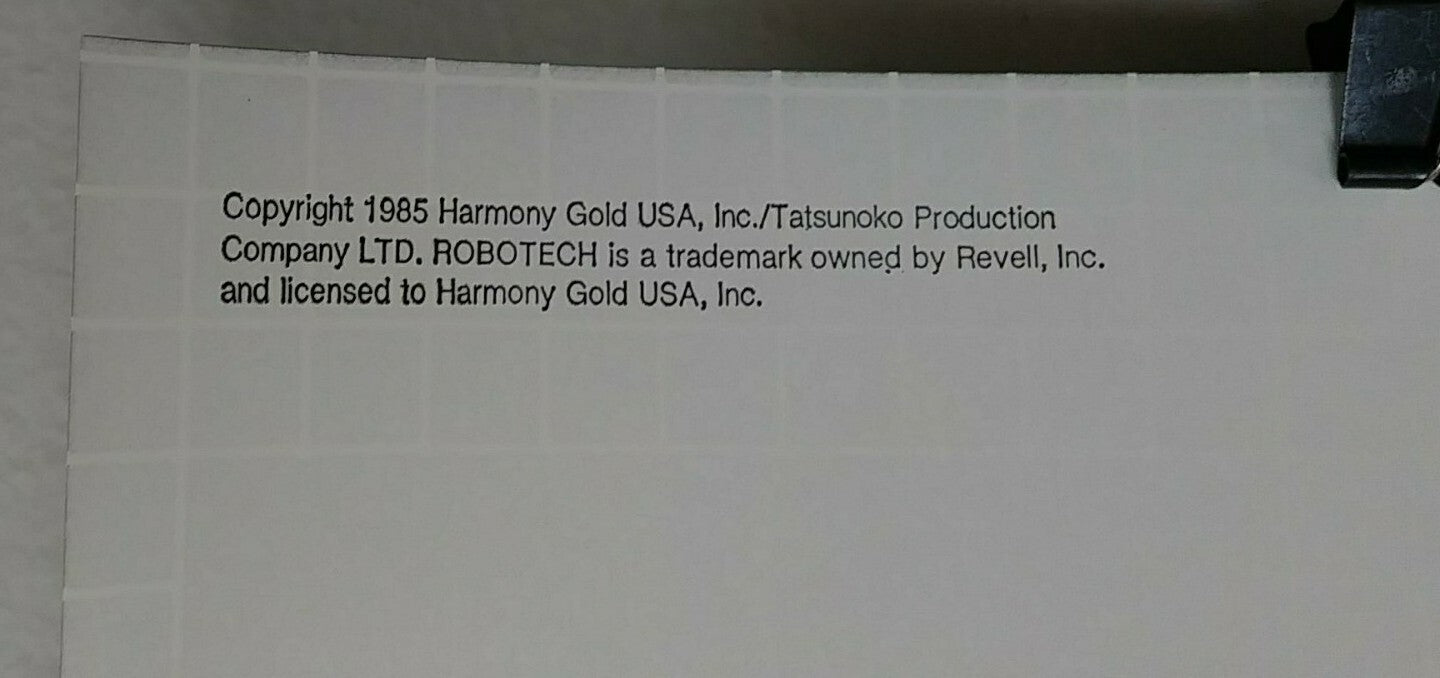 Copyright 1985 Harmony Gold USA, Inc./Tatsunoko Production
Company LTD. ROBOTECH is a trademark owned by Revell, Inc.
and licensed to Harmony Gold USA, Inc.